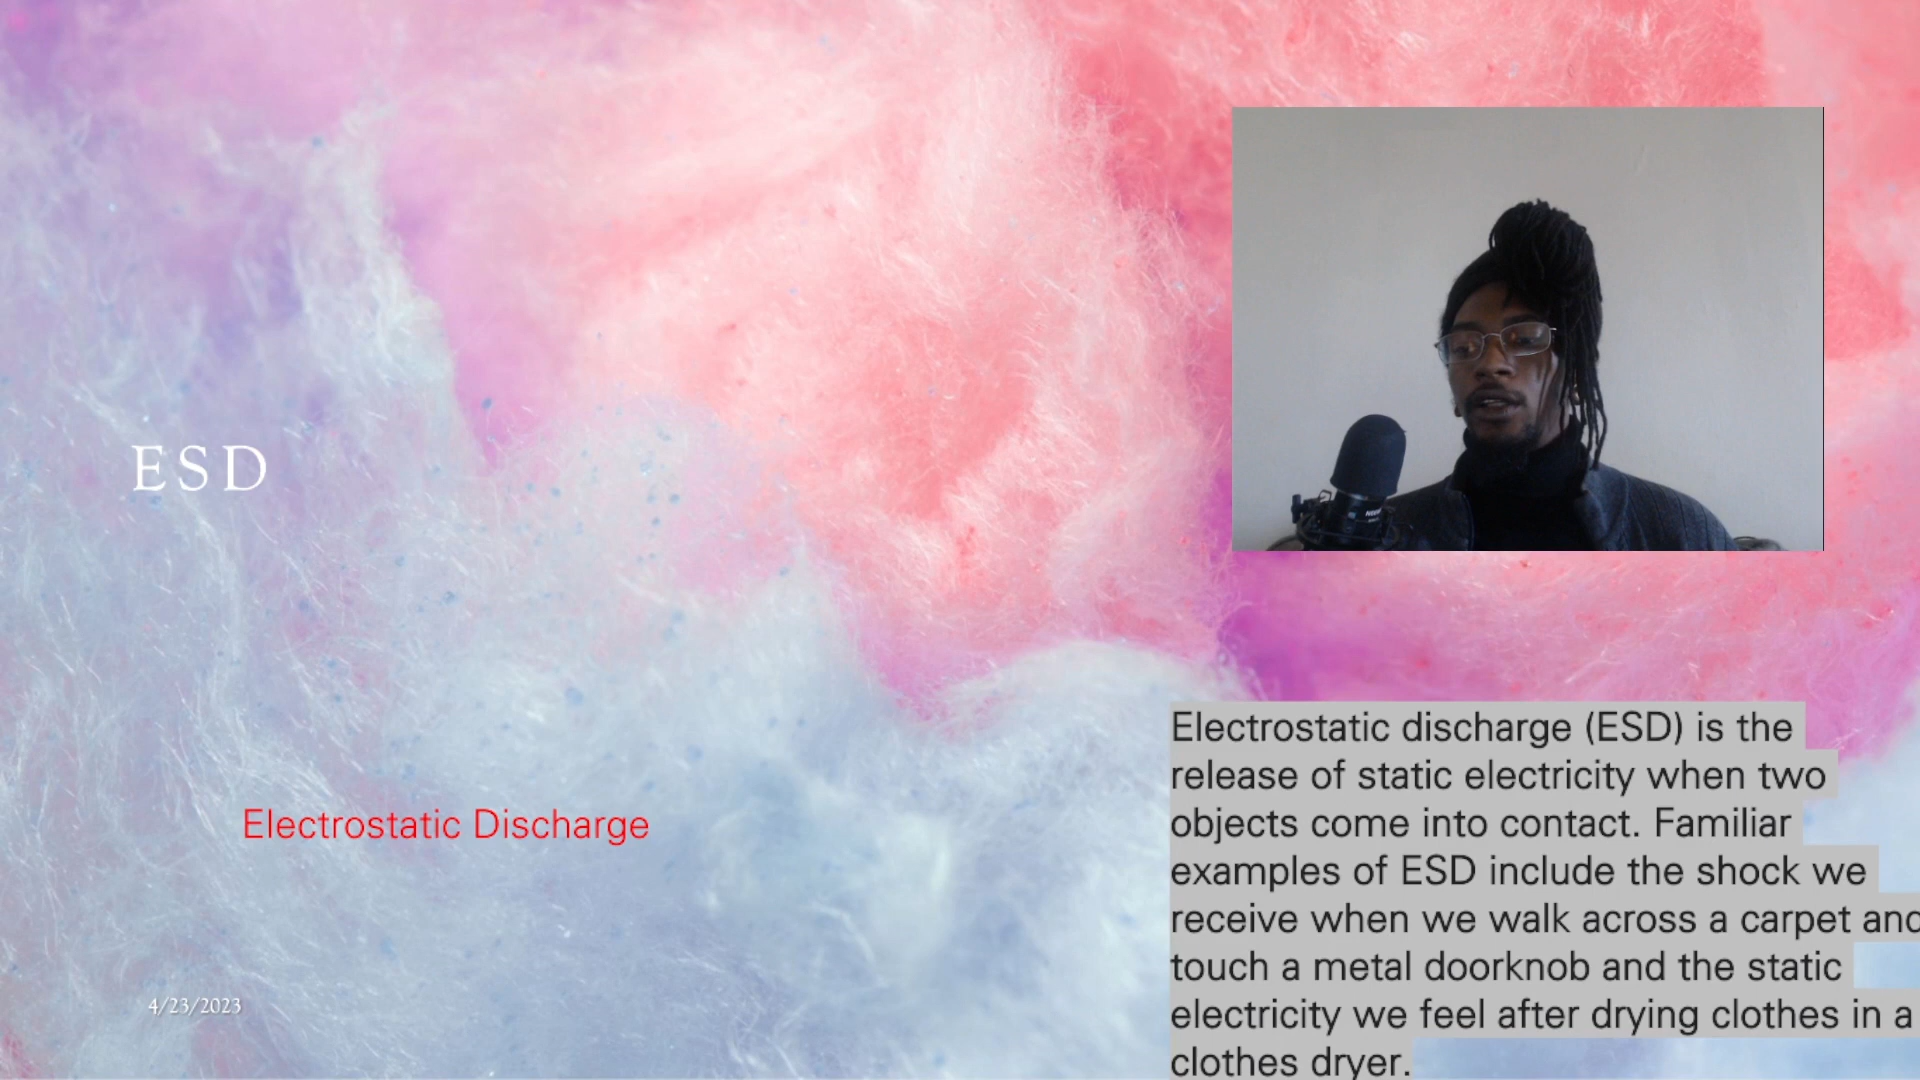 ESD
Electrostatic Discharge
4/23/2023
Electrostatic discharge (ESD) is the
release of static electricity when two
objects come into contact. Familiar
examples of ESD include the shock we
receive when we walk across a carpet and
touch a metal doorknob and the static
electricity we feel after drying clothes in a
clothes dryer.